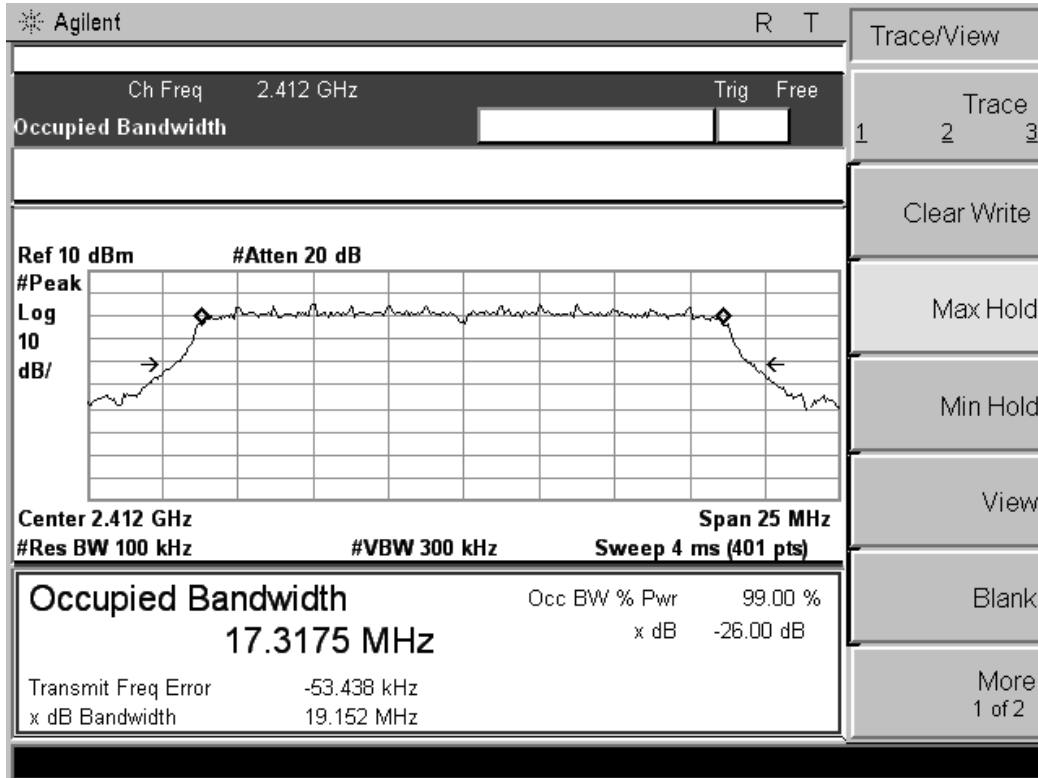 Agilent R T
Ch Freq 2.412 GHz Trig Free
Occupied Bandwidth
Ref 10 dBm #Atten 20 dB
#Peak
Log
10
dB/
Center 2.412 GHz Span 25 MHz
#Res BW 100 kHz #VBW 300 kHz Sweep 4 ms (401 pts)
Occupied Bandwidth Occ BW % Pwr 99.00 %
17.3175 MHz x dB -26.00 dB
Transmit Freq Error -53.438 kHz
x dB Bandwidth 19.152 MHz
Trace/View
Trace
1 2 3
Clear Write
Max Hold
Min Hold
View
Blank
More
1 of 2